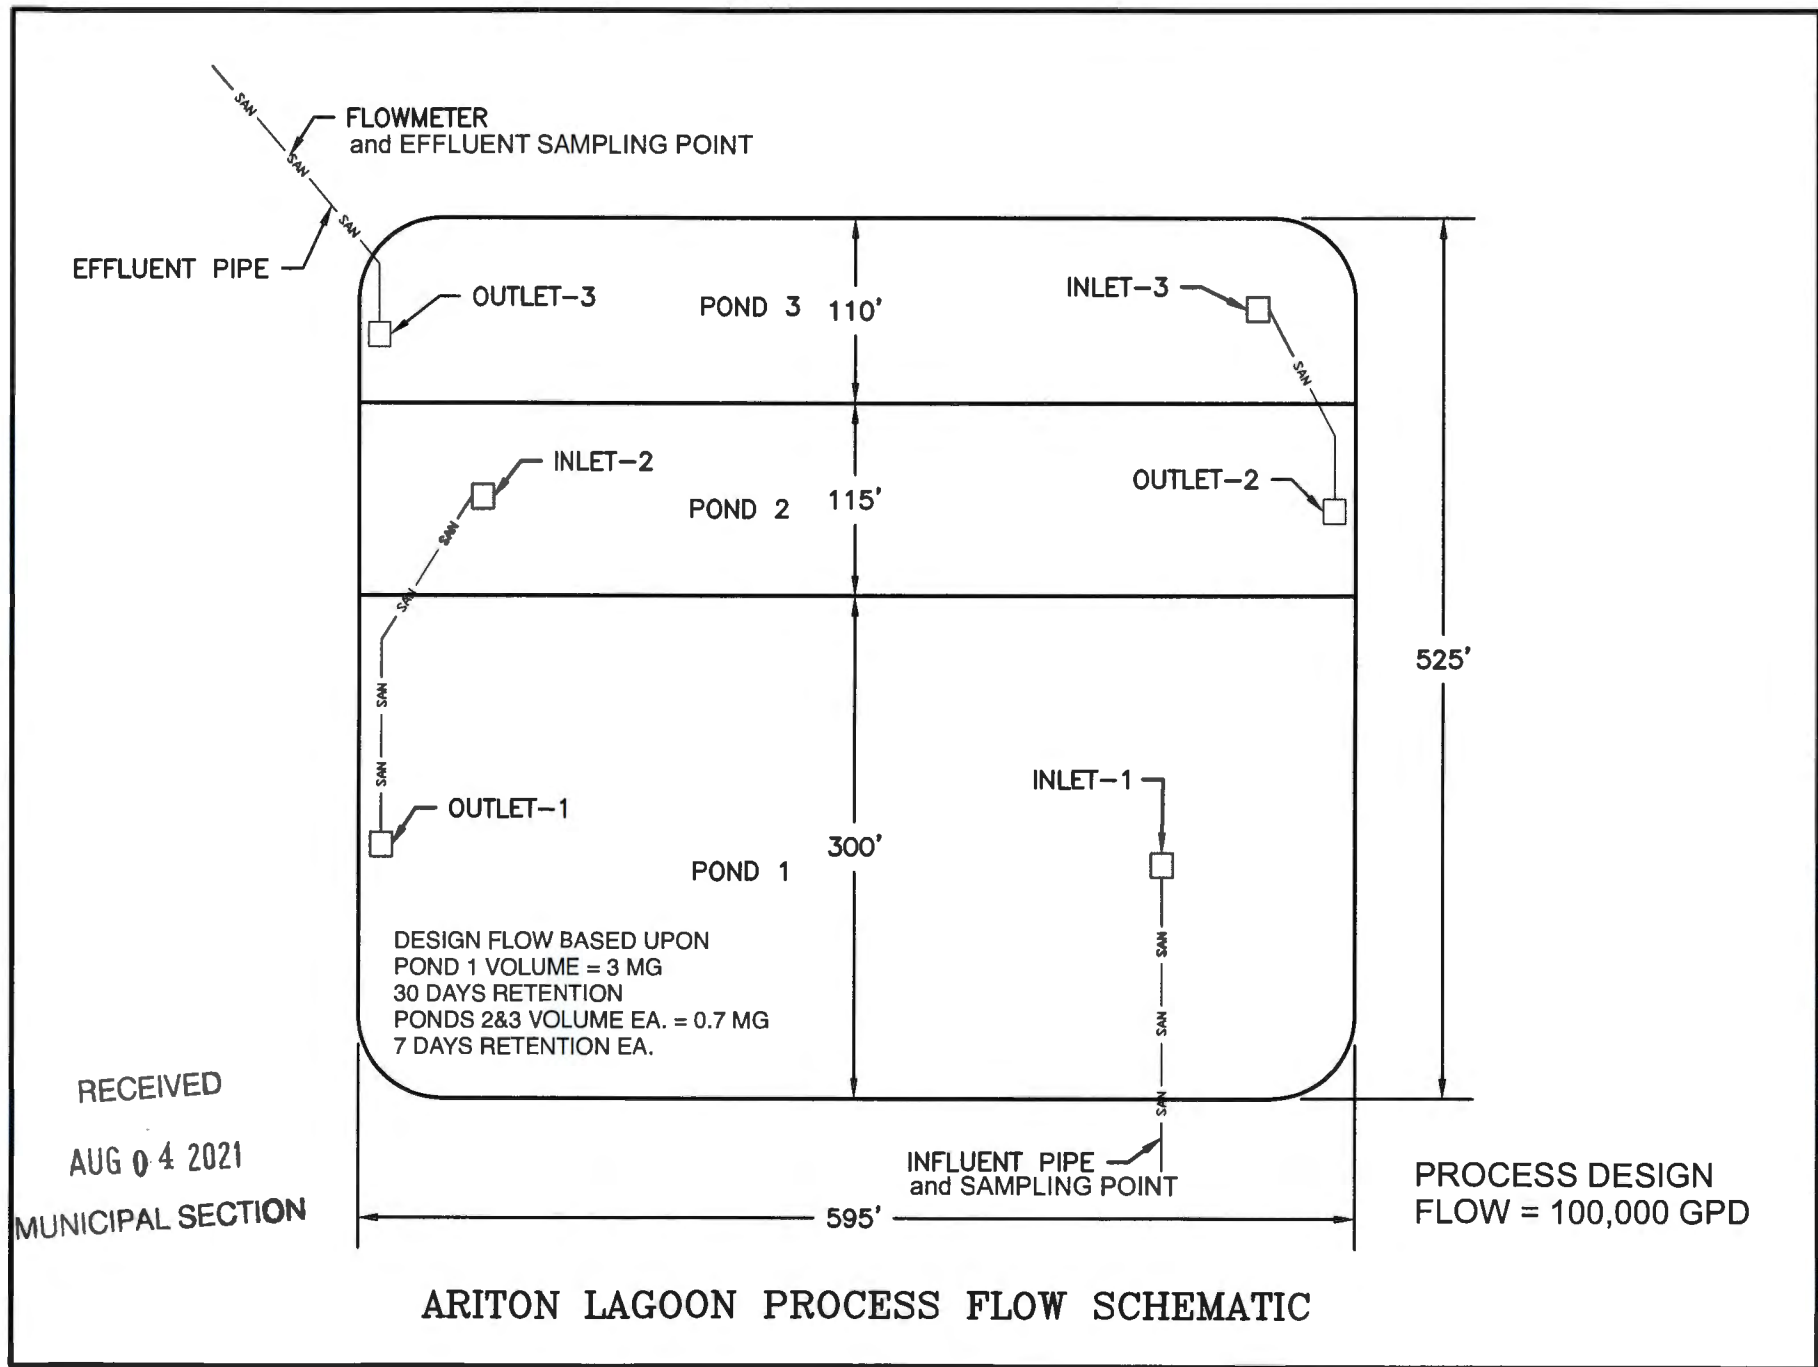 SAN
FLOWMETER
and EFFLUENT SAMPLING POINT
SAN
SAN
EFFLUENT PIPE
OUTLET-3
POND 3
110'
INLET-3
SAN
INLET-2
POND 2
115'
OUTLET-2
SAN
SAN
525'
SAN
SAN
OUTLET-1
INLET-1
300'
POND 1
DESIGN FLOW BASED UPON
POND 1 VOLUME = 3 MG
30 DAYS RETENTION
PONDS 2&3 VOLUME EA. = 0.7 MG
7 DAYS RETENTION EA.
SAN
SAN
SAN
RECEIVED
AUG 04 2021
MUNICIPAL SECTION
INFLUENT PIPE
and SAMPLING POINT
595'
PROCESS DESIGN
FLOW = 100,000 GPD
ARITON LAGOON PROCESS FLOW SCHEMATIC